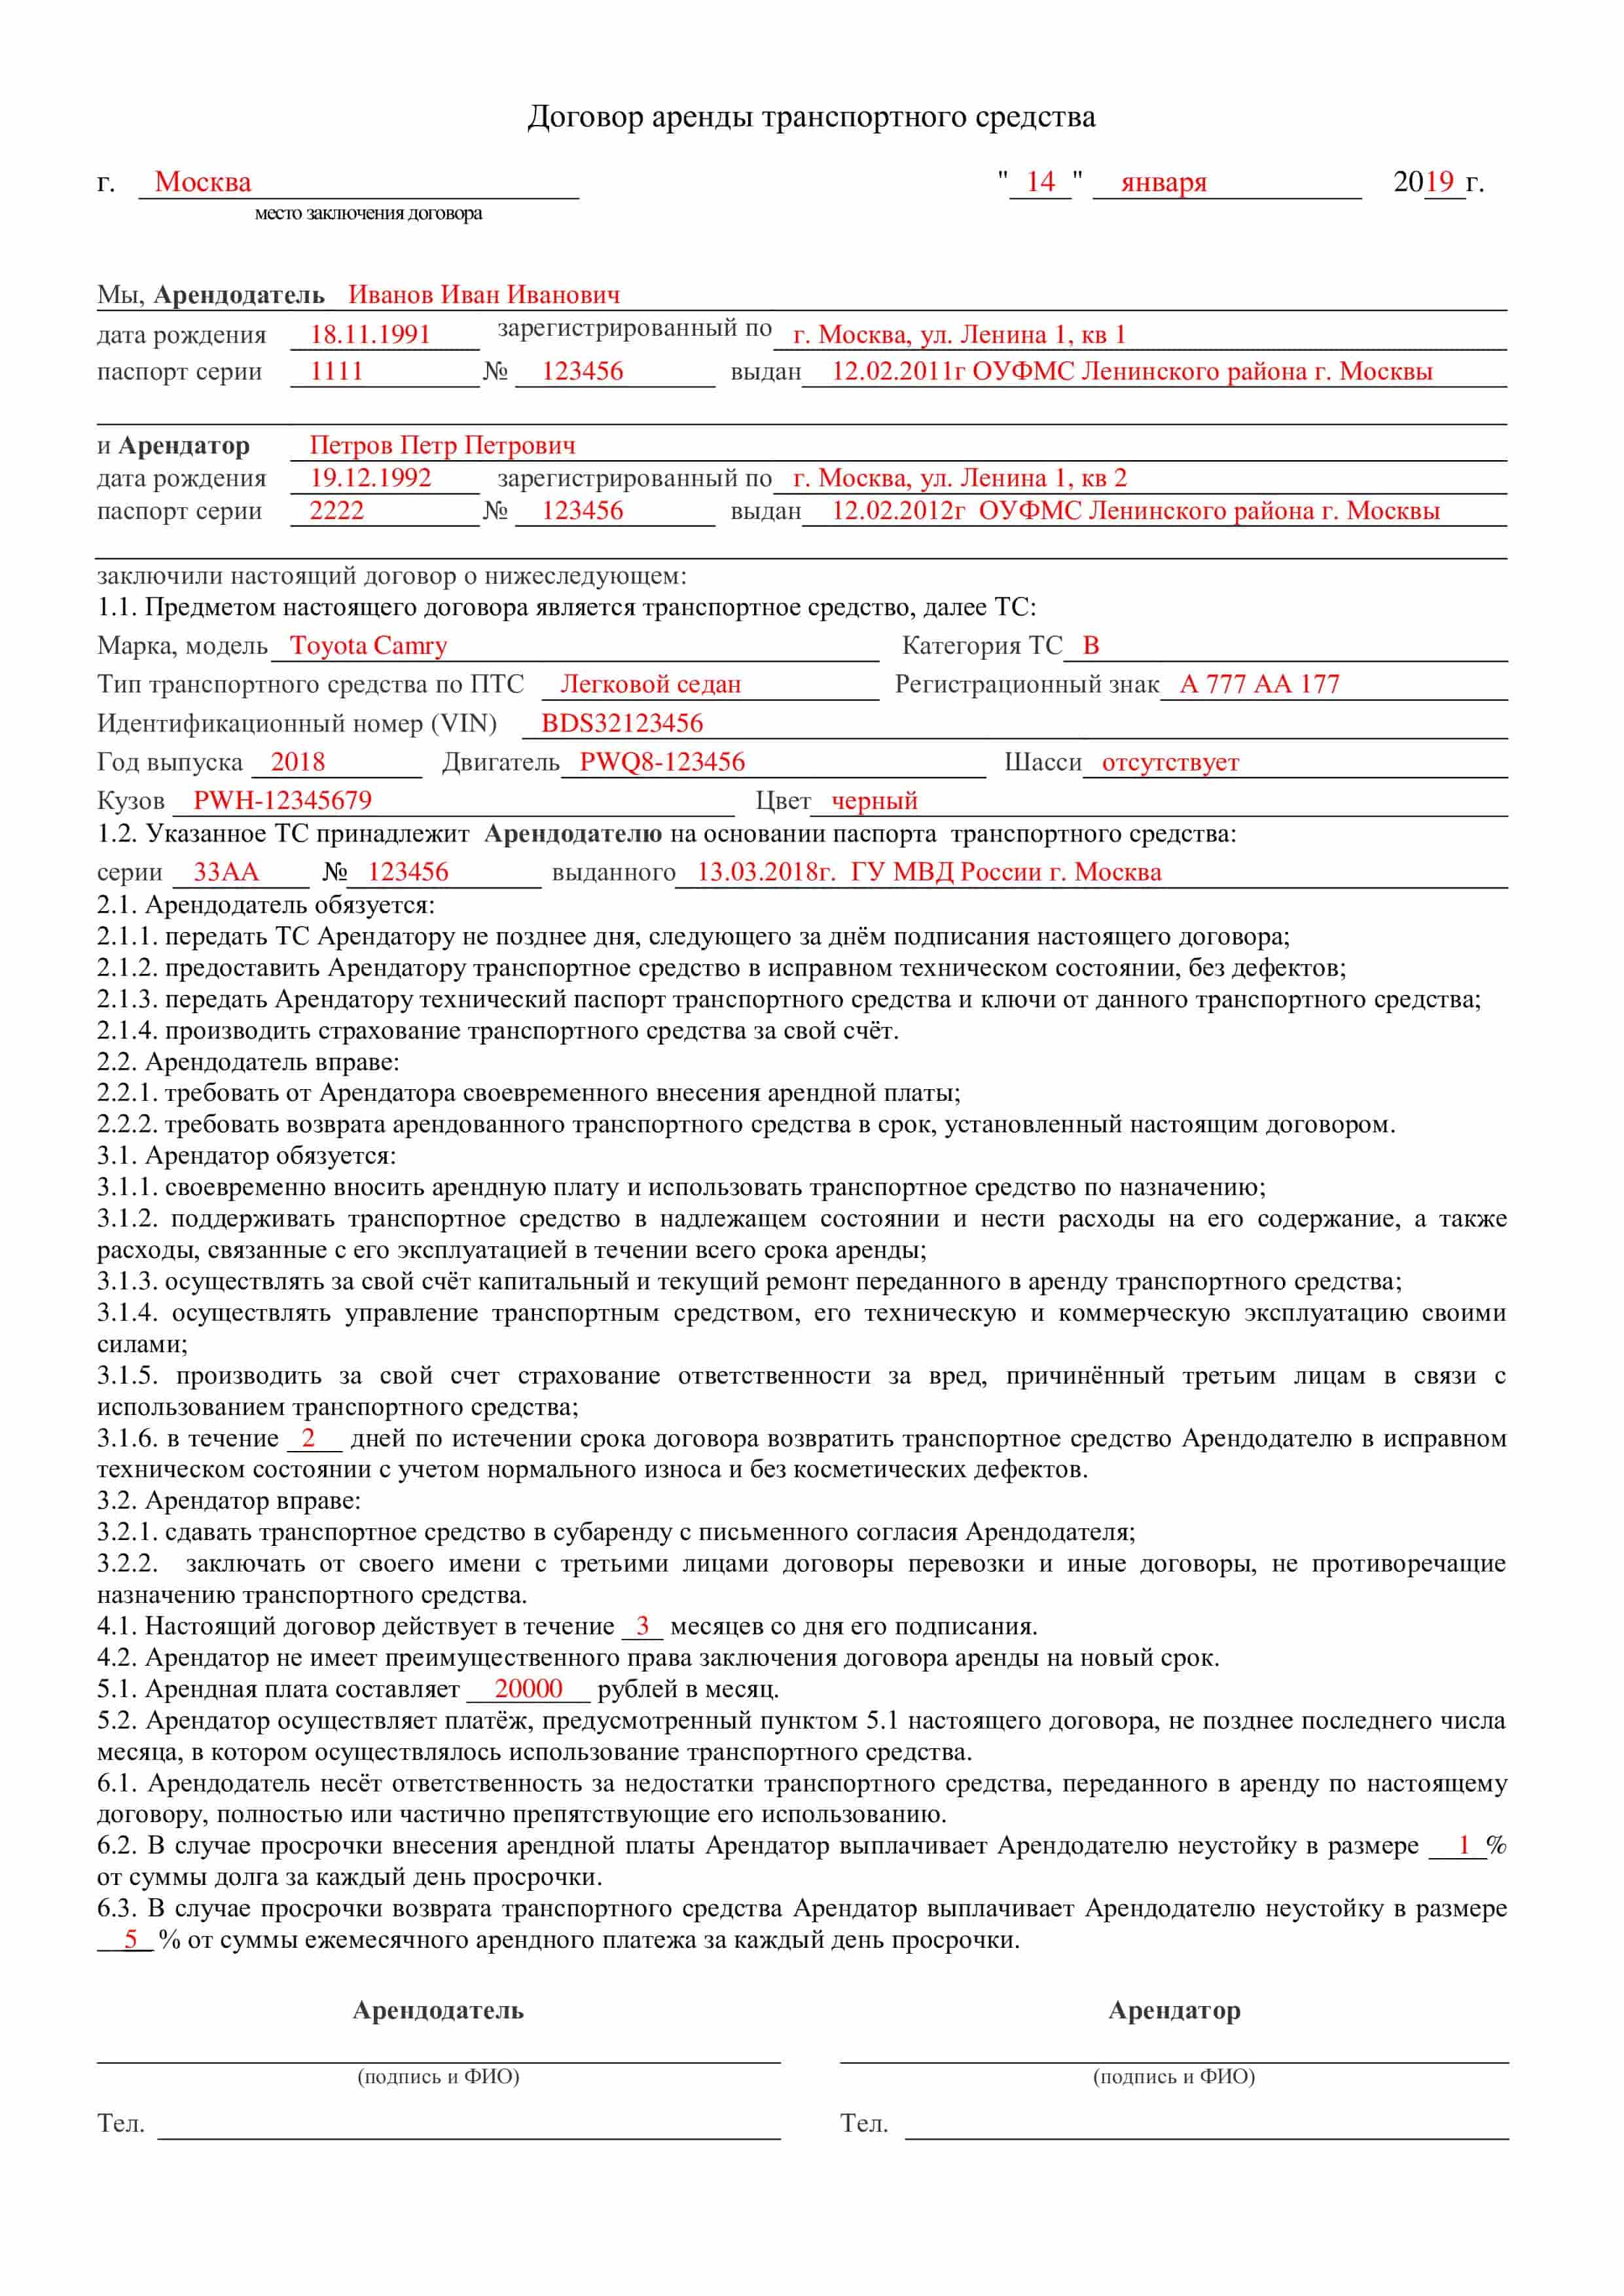 Договор аренды транспортного средства
г. Москва " 14 " января 2019 г.
место заключения договора
Мы, Арендодатель Иванов Иван Иванович
дата рождения 18.11.1991 зарегистрированный по г. Москва, ул. Ленина 1, кв 1
паспорт серии 1111 № 123456 выдан 12.02.2011г ОУФМС Ленинского района г. Москвы
и Арендатор Петров Петр Петрович
дата рождения 19.12.1992 зарегистрированный по г. Москва, ул. Ленина 1, кв 2
паспорт серии 2222 № 123456 выдан 12.02.2012г ОУФМС Ленинского района г. Москвы
заключили настоящий договор о нижеследующем:
1.1. Предметом настоящего договора является транспортное средство, далее ТС:
Марка, модель Toyota Camry Категория ТС В
Тип транспортного средства по ПТС Легковой седан Регистрационный знак А 777 АА 177
Идентификационный номер (VIN) BDS32123456
Год выпуска 2018 Двигатель PWQ8-123456 Шасси отсутствует
Кузов PWH-12345679 Цвет черный
1.2. Указанное ТС принадлежит Арендодателю на основании паспорта транспортного средства:
серии 33АА № 123456 выданного 13.03.2018г. ГУ МВД России г. Москва
2.1. Арендодатель обязуется:
2.1.1. передать ТС Арендатору не позднее дня, следующего за днём подписания настоящего договора;
2.1.2. предоставить Арендатору транспортное средство в исправном техническом состоянии, без дефектов;
2.1.3. передать Арендатору технический паспорт транспортного средства и ключи от данного транспортного средства;
2.1.4. производить страхование транспортного средства за свой счёт.
2.2. Арендодатель вправе:
2.2.1. требовать от Арендатора своевременного внесения арендной платы;
2.2.2. требовать возврата арендованного транспортного средства в срок, установленный настоящим договором.
3.1. Арендатор обязуется:
3.1.1. своевременно вносить арендную плату и использовать транспортное средство по назначению;
3.1.2. поддерживать транспортное средство в надлежащем состоянии и нести расходы на его содержание, а также
расходы, связанные с его эксплуатацией в течении всего срока аренды;
3.1.3. осуществлять за свой счёт капитальный и текущий ремонт переданного в аренду транспортного средства;
3.1.4. осуществлять управление транспортным средством, его техническую и коммерческую эксплуатацию своими
силами;
3.1.5. производить за свой счет страхование ответственности за вред, причинённый третьим лицам в связи с
использованием транспортного средства;
3.1.6. в течение 2 дней по истечении срока договора возвратить транспортное средство Арендодателю в исправном
техническом состоянии с учетом нормального износа и без косметических дефектов.
3.2. Арендатор вправе:
3.2.1. сдавать транспортное средство в субаренду с письменного согласия Арендодателя;
3.2.2. заключать от своего имени с третьими лицами договоры перевозки и иные договоры, не противоречащие
назначению транспортного средства.
4.1. Настоящий договор действует в течение 3 месяцев со дня его подписания.
4.2. Арендатор не имеет преимущественного права заключения договора аренды на новый срок.
5.1. Арендная плата составляет 20000 рублей в месяц.
5.2. Арендатор осуществляет платёж, предусмотренный пунктом 5.1 настоящего договора, не позднее последнего числа
месяца, в котором осуществлялось использование транспортного средства.
6.1. Арендодатель несёт ответственность за недостатки транспортного средства, переданного в аренду по настоящему
договору, полностью или частично препятствующие его использованию.
6.2. В случае просрочки внесения арендной платы Арендатор выплачивает Арендодателю неустойку в размере 1 %
от суммы долга за каждый день просрочки.
6.3. В случае просрочки возврата транспортного средства Арендатор выплачивает Арендодателю неустойку в размере
5 % от суммы ежемесячного арендного платежа за каждый день просрочки.
Арендодатель Арендатор
(подпись и ФИО) (подпись и ФИО)
Тел. Тел.